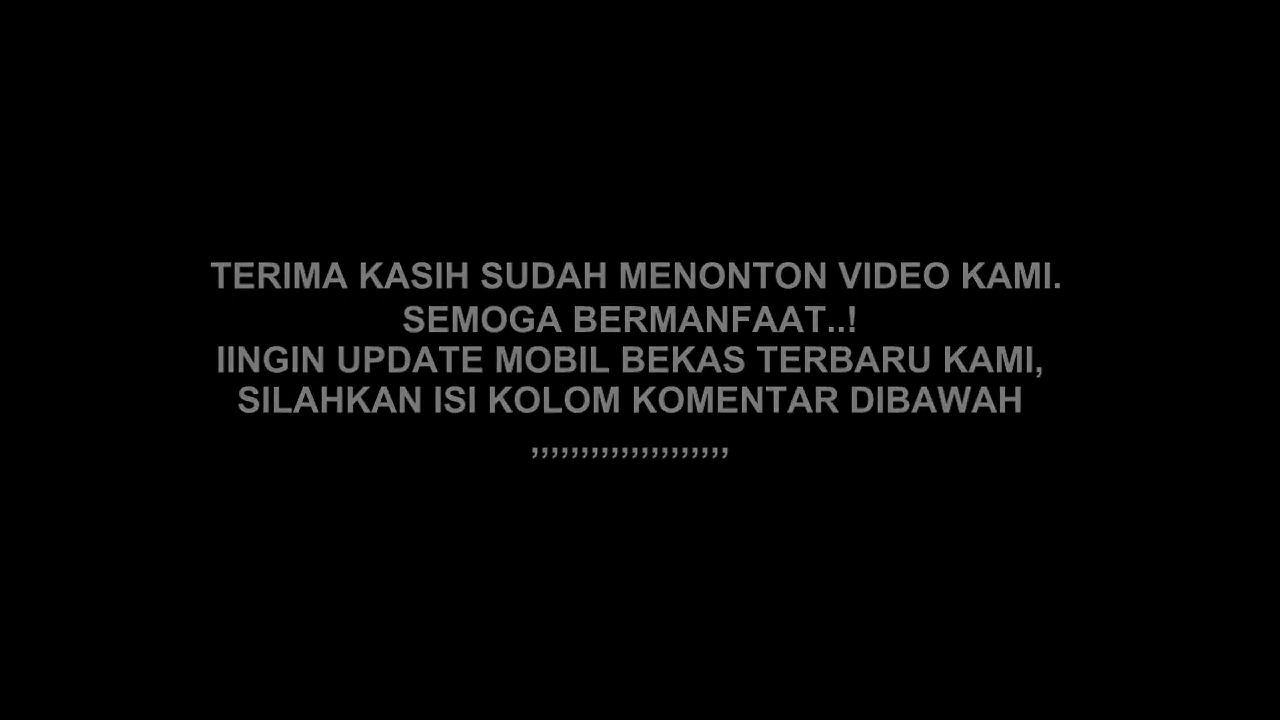 TERIMA KASIH SUDAH MENONTON VIDEO KAMI.
SEMOGA BERMANFAAT..!
IINGIN UPDATE MOBIL BEKAS TERBARU KAMI,
SILAHKAN ISI KOLOM KOMENTAR DIBAWAH
,,,,,,,,,,,,,,,,,,,,